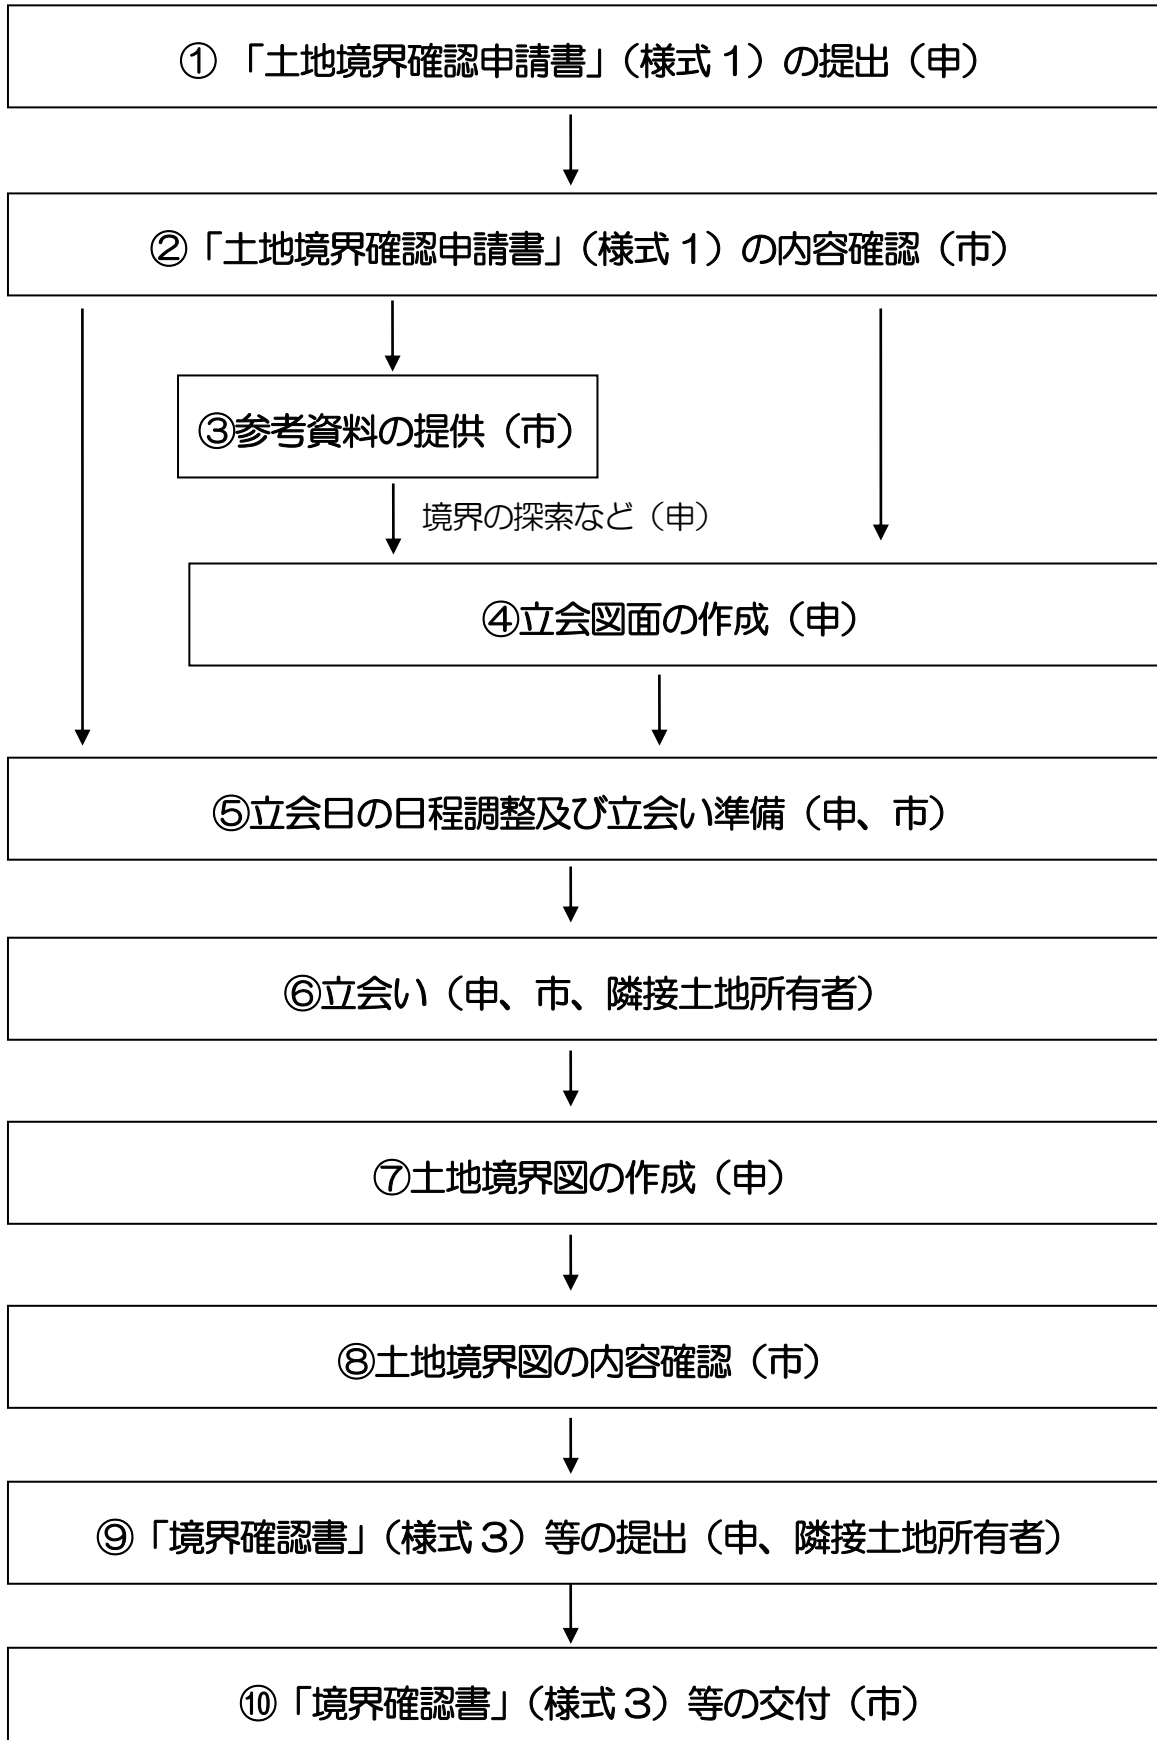 ① 「土地境界確認申請書」（様式1）の提出（申）
②「土地境界確認申請書」（様式1）の内容確認（市）
③参考資料の提供（市）
境界の探索など（申）
④立会図面の作成（申）
⑤立会日の日程調整及び立会い準備（申、市）
⑥立会い（申、市、隣接土地所有者）
⑦土地境界図の作成（申）
⑧土地境界図の内容確認（市）
⑨「境界確認書」（様式3）等の提出（申、隣接土地所有者）
⑩「境界確認書」（様式3）等の交付（市）